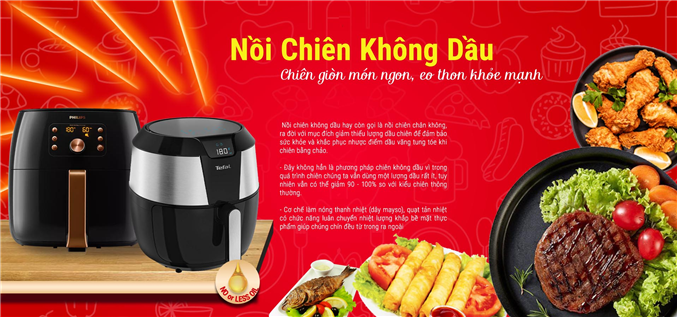 Nồi Chiên Không Dầu
Chiên giòn món ngon, eo thon khỏe mạnh
Nồi chiên không dầu hay còn gọi là nồi chiên chân không,
ra đời với mục đích giảm thiểu lượng dầu chiên để đảm bảo
sức khỏe và khắc phục nhược điểm dầu văng tung tóe khi
chiên bằng chảo.
- Đây không hẳn là phương pháp chiên không dầu vì trong
quá trình chiên chúng ta vẫn dùng một lượng dầu rất ít, tuy
nhiên vẫn có thể giảm 90 - 100% so với kiểu chiên thông
thường.
- Cơ chế làm nóng thanh nhiệt (dây mayso), quạt tản nhiệt
có chức năng luân chuyển nhiệt lượng khắp bề mặt thực
phẩm giúp chúng chín đều từ trong ra ngoài
PHILIPS
180° 60
180°
Tefal
NO or LESS OIL